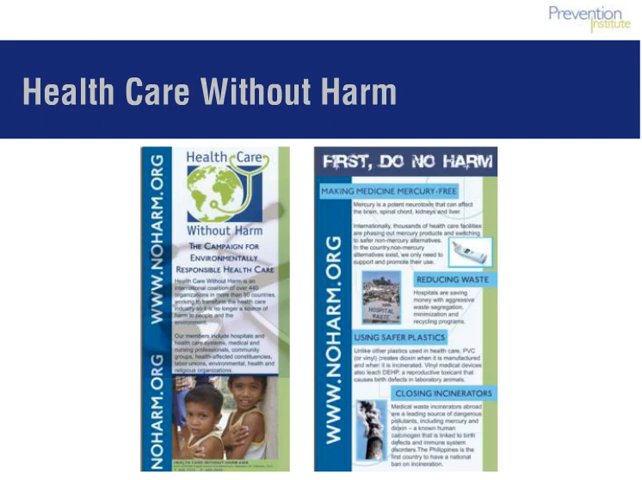 Prevention
Institute
Health Care Without Harm
WWW.NOHARM.ORG
NOHARM.ORG
Health Care
Without Harm
THE CAMPAIGN FOR
ENVIRONMENTALLY
RESPONSIBLE HEALTH CARE
Health Care Without Harm is an
international coalition of over 440
organizations in more than 50 countries,
working to transform the health care
industry so it is no longer a source of
harm to people and the
environment.
Our members include hospitals and
health care systems, medical and
nursing professionals, community
groups, health-affected constituencies,
labor unions, environmental, health and
religious organizations.
HEALTH CARE WITHOUT HARM
FIRST, DO NO HARM
WWW.NOHARM.ORG
MAKING MEDICINE MERCURY-FREE
Mercury is a potent neurotoxin that can affect
the brain, spinal chord, kidneys and liver.
Internationally, thousands of health care facilities
are phasing out mercury products and switching
to safer non-mercury alternatives.
In the country,non-mercury
alternatives exist, we only need to
support and promote their use.
REDUCING WASTE
HOSPITAL
WASTE
Hospitals are saving
money with aggressive
waste-segregation,
minimization and
recycling programs.
USING SAFER PLASTICS
Unlike other plastics used in health care, PVC
(or vinyl) creates dioxin when it is manufactured
and when it is incinerated. Vinyl medical devices
also leach DEHP, a reproductive toxicant that
causes birth defects in laboratory animals.
CLOSING INCINERATORS
Medical waste incinerators abroad
are a leading source of dangerous
pollutants, including mercury and
dioxin – a known human
carcinogen that is linked to birth
defects and immune system
disorders.The Philippines is the
first country to have a national
ban on incineration.